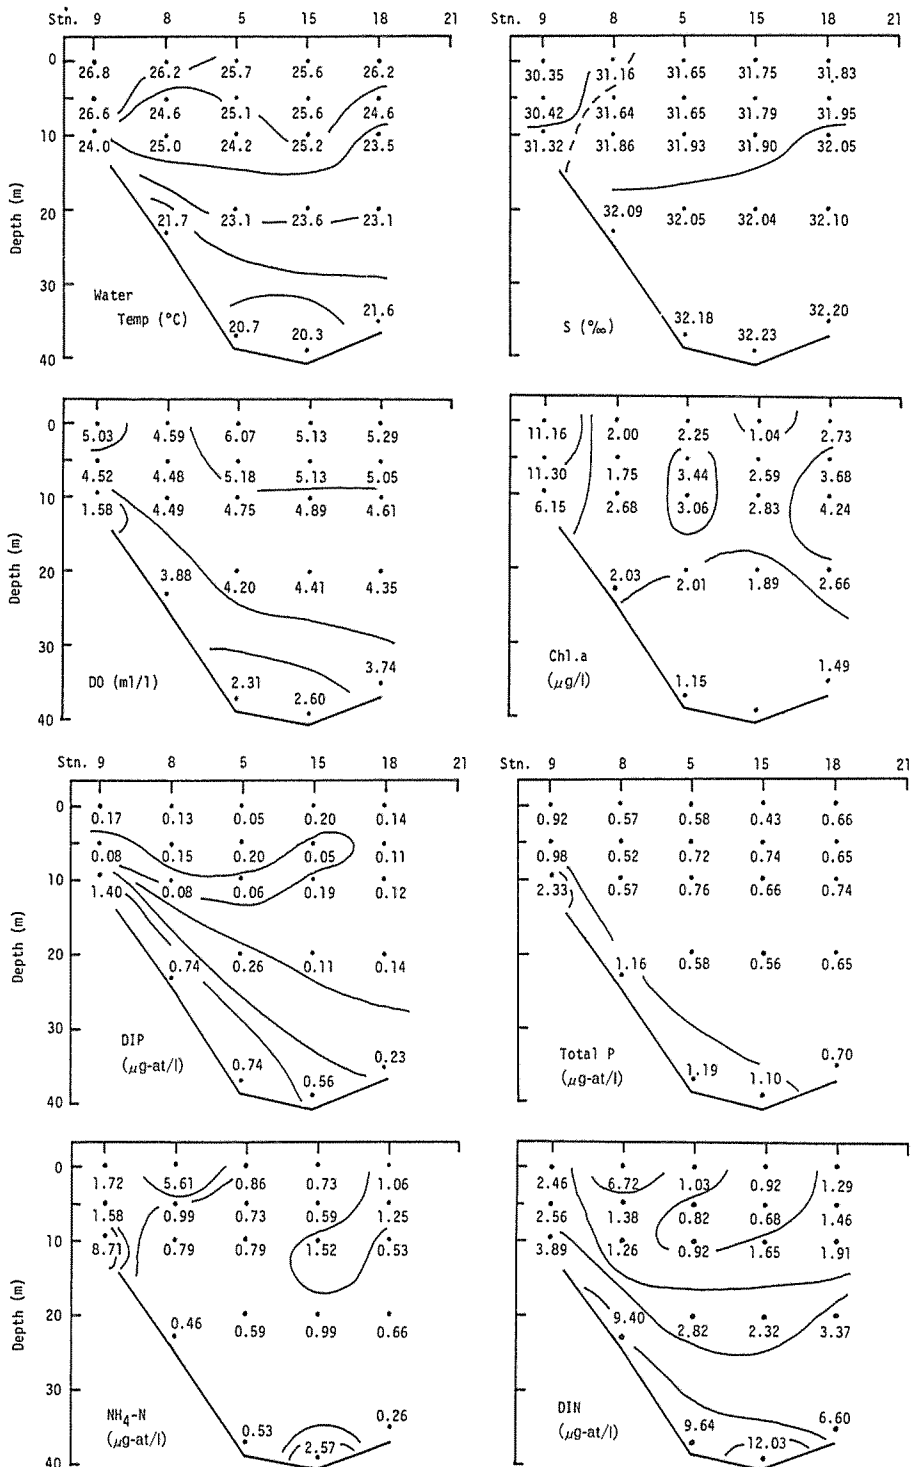 Stn. 9 8 5 15 18 21
Stn. 9 8 5 15 18 21
0 26.8 26.2 25.7 25.6 26.2
30.35 31.16 31.65 31.75 31.83
26.6 24.6 25.1 25.6 24.6
30.42 31.64 31.65 31.79 31.95
10 24.0 25.0 24.2 25.2 23.5
31.32 31.86 31.93 31.90 32.05
20 21.7 23.1 23.6 23.1
32.09 32.05 32.04 32.10
30
40 20.7 20.3 21.6
32.18 32.23 32.20
Depth (m)
Water
Temp (°C)
S (‰)
0 5.03 4.59 6.07 5.13 5.29
11.16 2.00 2.25 1.04 2.73
4.52 4.48 5.18 5.13 5.05
11.30 1.75 3.44 2.59 3.68
10 1.58 4.49 4.75 4.89 4.61
6.15 2.68 3.06 2.83 4.24
20 3.88 4.20 4.41 4.35
2.03 2.01 1.89 2.66
30
40 2.31 2.60 3.74
1.15 1.49
Depth (m)
DO (ml/l)
Chl.a
(μg/l)
Stn. 9 8 5 15 18 21
Stn. 9 8 5 15 18 21
0 0.17 0.13 0.05 0.20 0.14
0.92 0.57 0.58 0.43 0.66
0.08 0.15 0.20 0.05 0.11
0.98 0.52 0.72 0.74 0.65
10 1.40 0.08 0.06 0.19 0.12
2.33 0.57 0.76 0.66 0.74
20 0.74 0.26 0.11 0.14
1.16 0.58 0.56 0.65
30
40 0.74 0.56 0.23
1.19 1.10 0.70
Depth (m)
DIP
(μg-at/l)
Total P
(μg-at/l)
0 1.72 5.61 0.86 0.73 1.06
2.46 6.72 1.03 0.92 1.29
1.58 0.99 0.73 0.59 1.25
2.56 1.38 0.82 0.68 1.46
10 8.71 0.79 0.79 1.52 0.53
3.89 1.26 0.92 1.65 1.91
20 0.46 0.59 0.99 0.66
9.40 2.82 2.32 3.37
30
40 0.53 2.57 0.26
9.64 12.03 6.60
Depth (m)
NH4-N
(μg-at/l)
DIN
(μg-at/l)